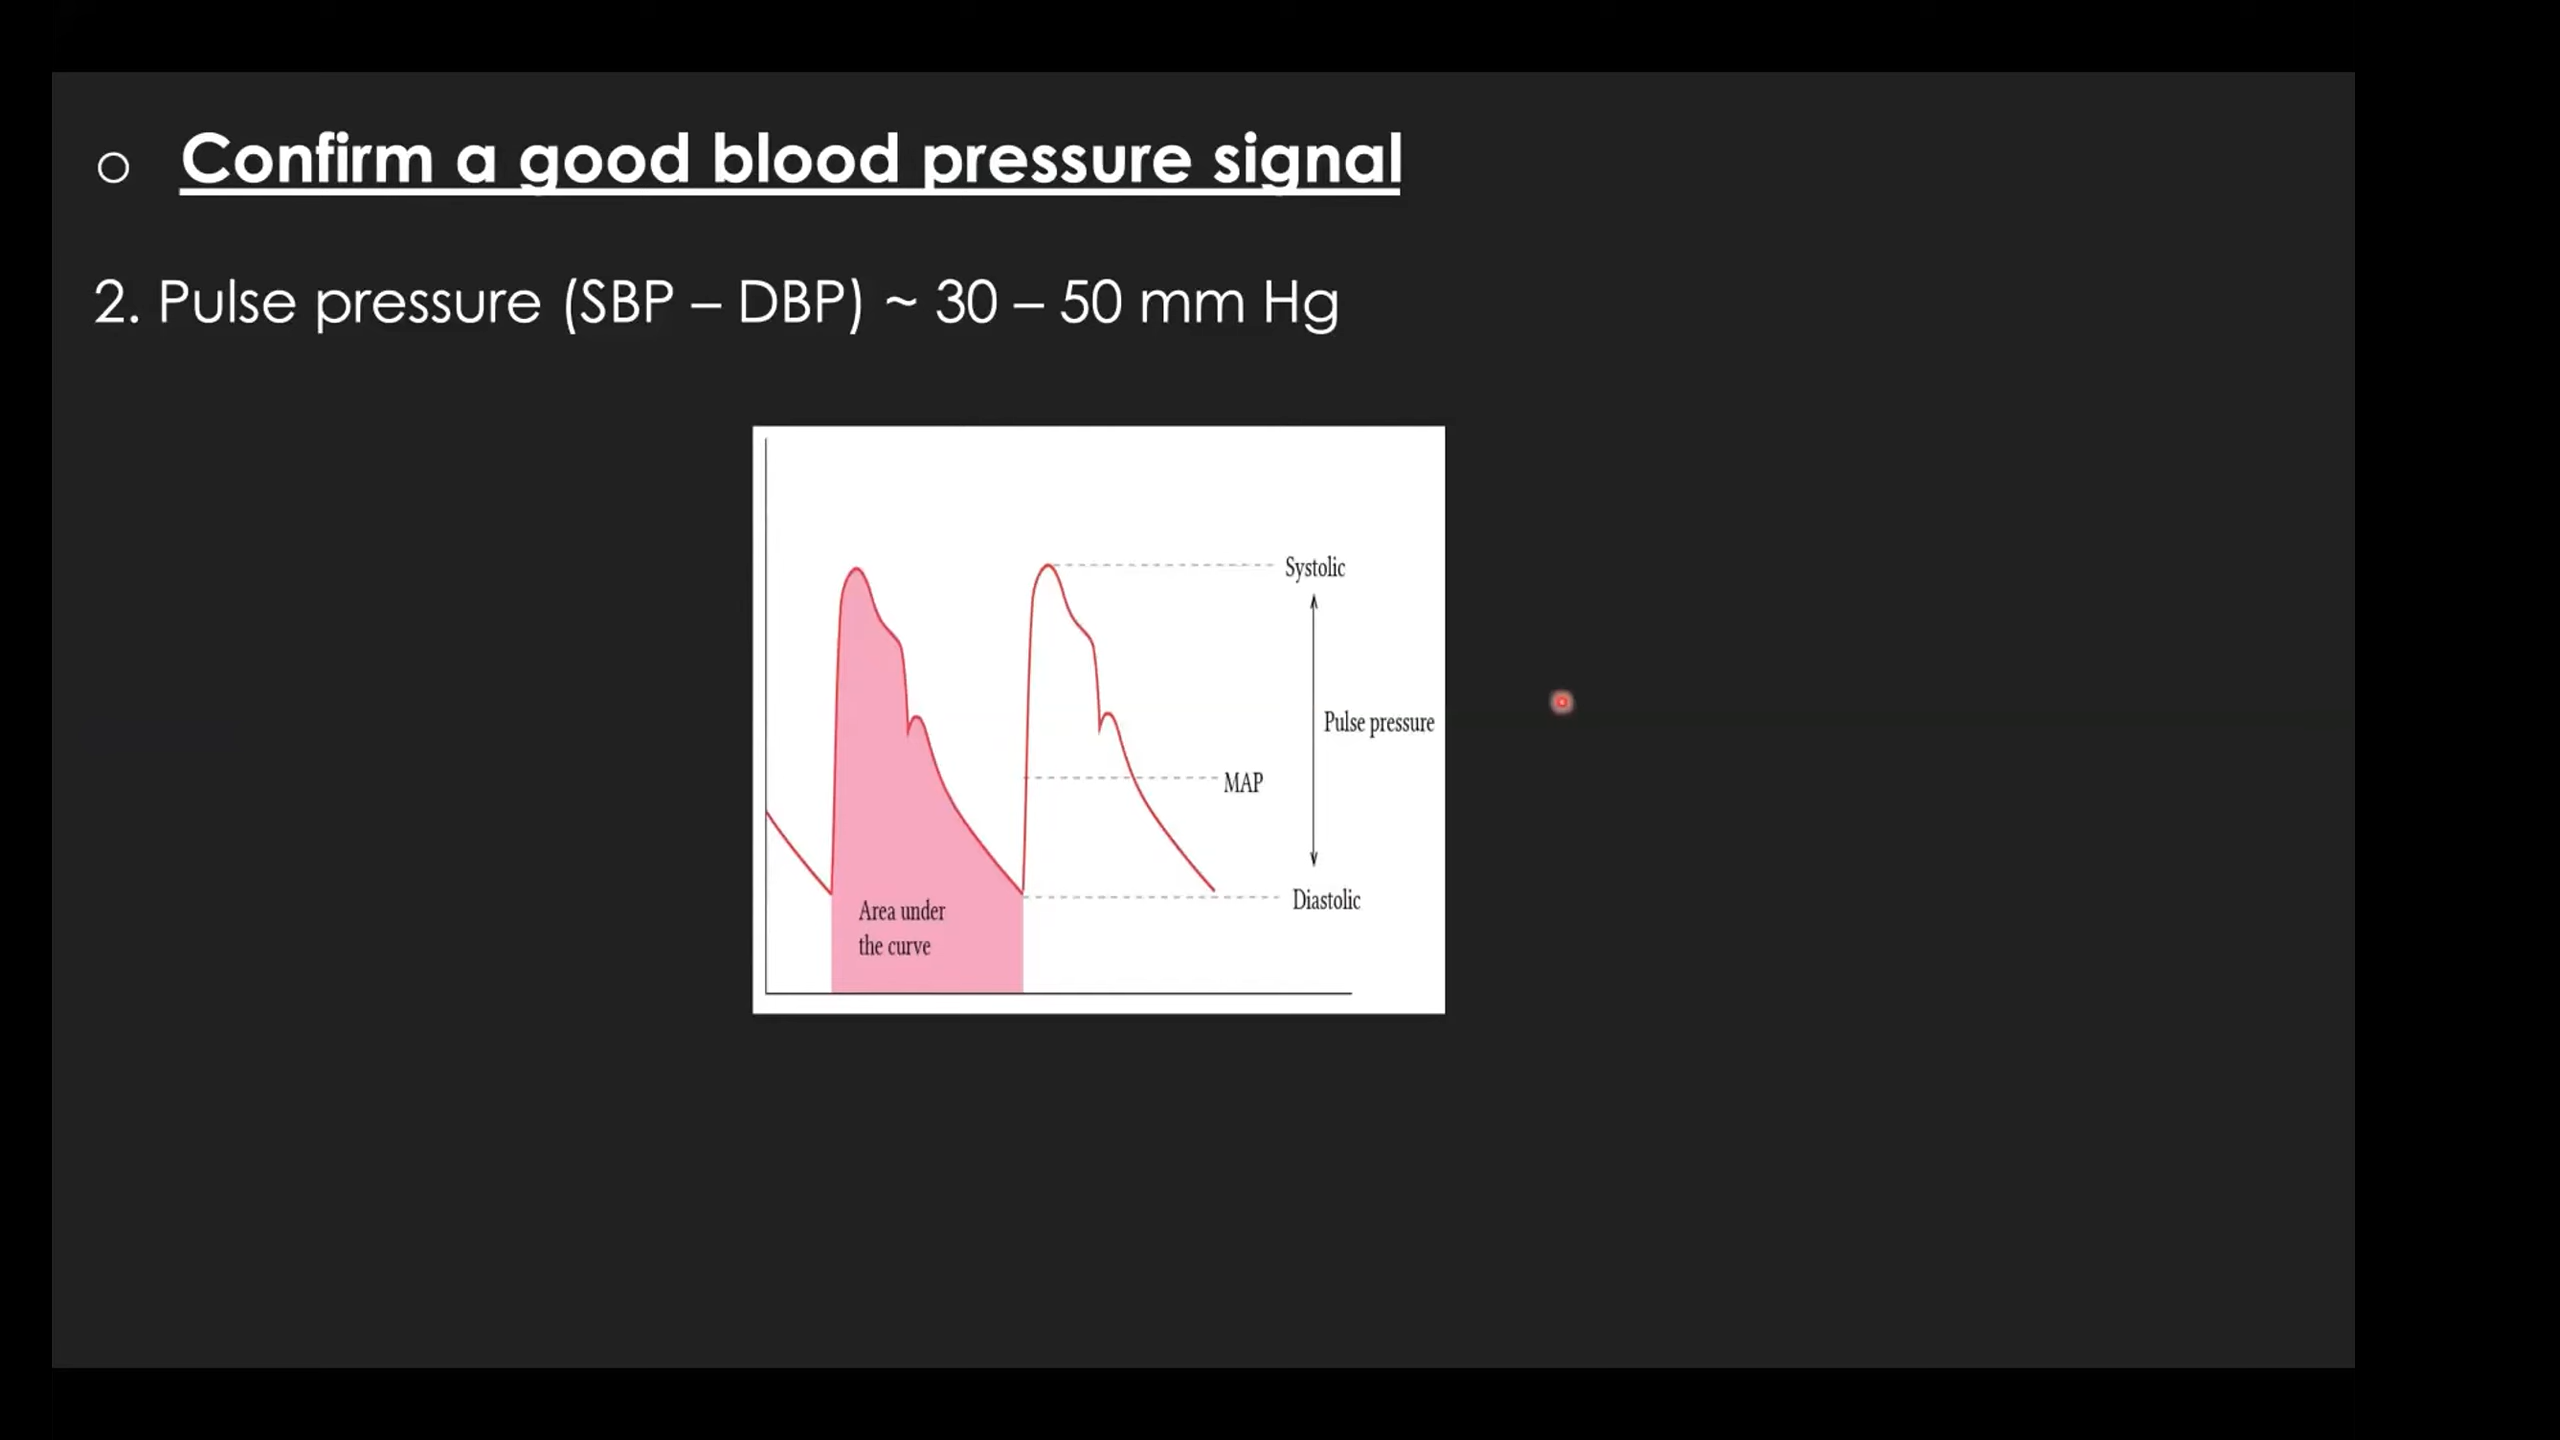 Confirm a good blood pressure signal
2. Pulse pressure (SBP – DBP) ~ 30 – 50 mm Hg
Systolic
Pulse pressure
MAP
Diastolic
Area under
the curve